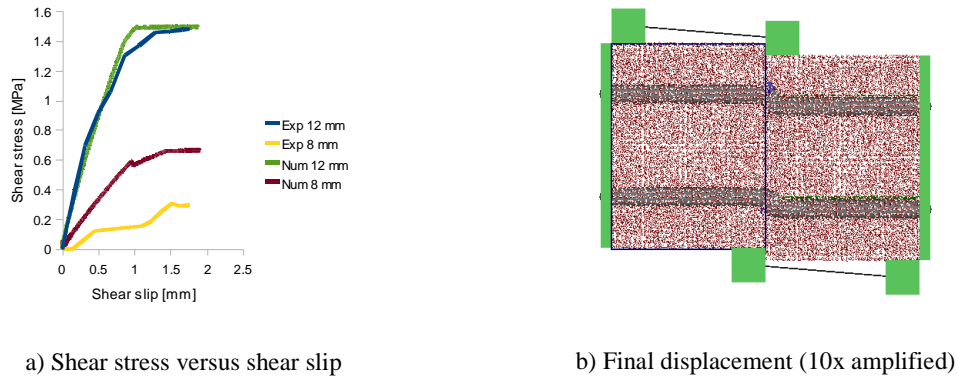 1.6
1.4
1.2
1
0.8
0.6
0.4
0.2
0
Shear stress [MPa]
0 0.5 1 1.5 2 2.5
Shear slip [mm]
Exp 12 mm
Exp 8 mm
Num 12 mm
Num 8 mm
a) Shear stress versus shear slip
b) Final displacement (10x amplified)